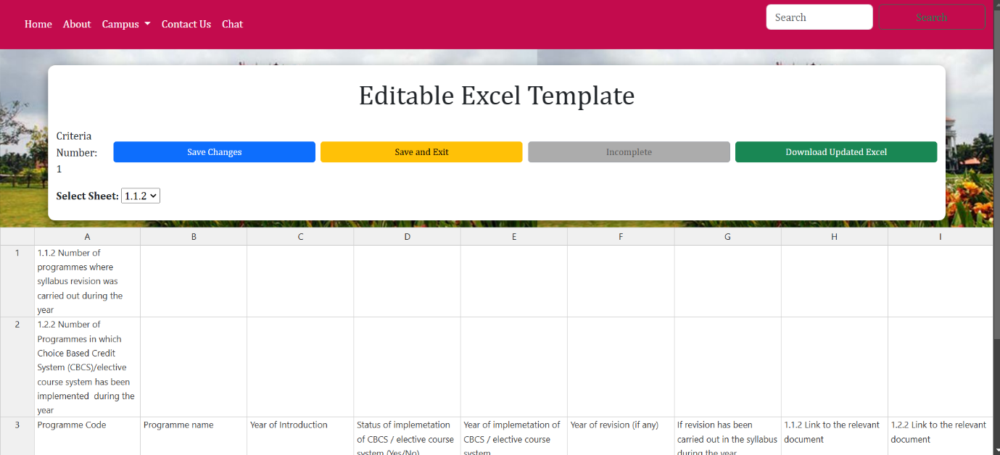 Home About Campus Contact Us Chat Search Search
Editable Excel Template
Criteria
Number:
1
Save Changes Save and Exit Incomplete Download Updated Excel
Select Sheet: 1.1.2
A B C D E F G H I
1
1.1.2 Number of
programmes where
syllabus revision was
carried out during the
year
2
1.2.2 Number of
Programmes in which
Choice Based Credit
System (CBCS)/elective
course system has been
implemented during the
year
3
Programme Code
Programme name
Year of Introduction
Status of implemetation
of CBCS / elective course
system (Yes/No)
Year of implemetation of
CBCS / elective course
system
Year of revision (if any)
If revision has been
carried out in the syllabus
during the year
1.1.2 Link to the relevant
document
1.2.2 Link to the relevant
document